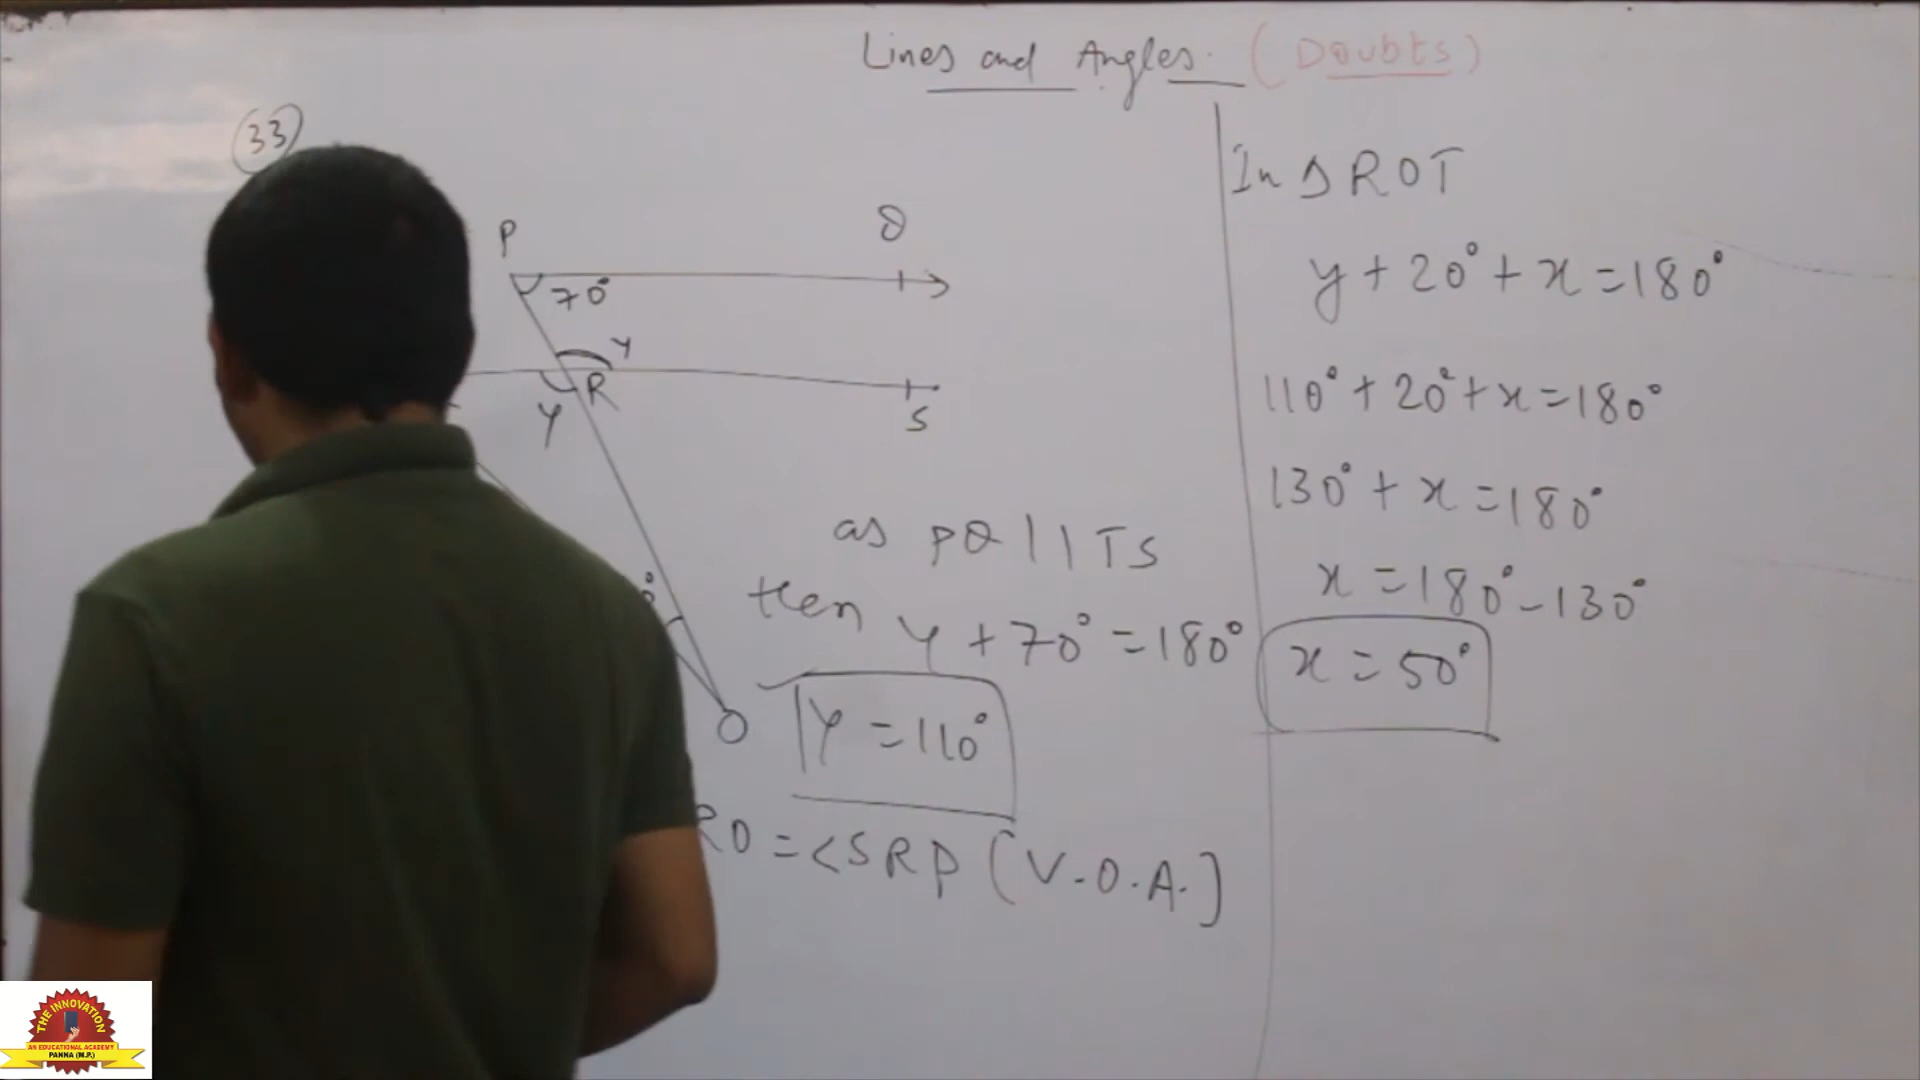 Lines and Angles. (Doubts)
33
P
Q
70°
y
R
y
S
O
as PQ || TS
then y + 70° = 180°
y = 110°
RO = <SRP (V.O.A.)
In Δ ROT
y + 20° + x = 180°
110° + 20° + x = 180°
130° + x = 180°
x = 180° - 130°
x = 50°
THE INNOVATION
AN EDUCATIONAL ACADEMY
PANNA (M.P.)